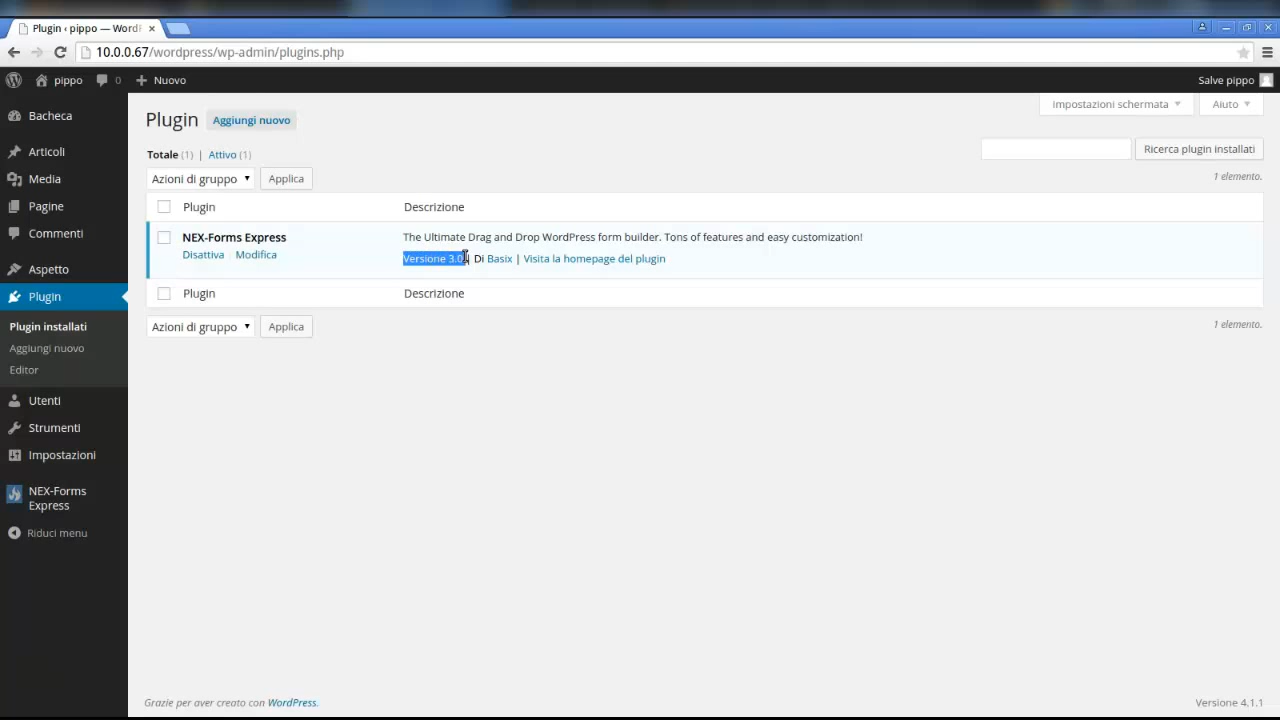 Plugin ‹ pippo — WordP
10.0.0.67/wordpress/wp-admin/plugins.php
pippo 0 Nuovo Salve pippo
Bacheca
Articoli
Media
Pagine
Commenti
Aspetto
Plugin
Plugin installati
Aggiungi nuovo
Editor
Utenti
Strumenti
Impostazioni
NEX-Forms
Express
Riduci menu
Impostazioni schermata Aiuto
Plugin Aggiungi nuovo
Totale (1) | Attivo (1)
Ricerca plugin installati
Azioni di gruppo Applica
1 elemento.
Plugin Descrizione
NEX-Forms Express The Ultimate Drag and Drop WordPress form builder. Tons of features and easy customization!
Disattiva Modifica Versione 3.0 | Di Basix | Visita la homepage del plugin
Plugin Descrizione
Azioni di gruppo Applica
1 elemento.
Grazie per aver creato con WordPress.
Versione 4.1.1